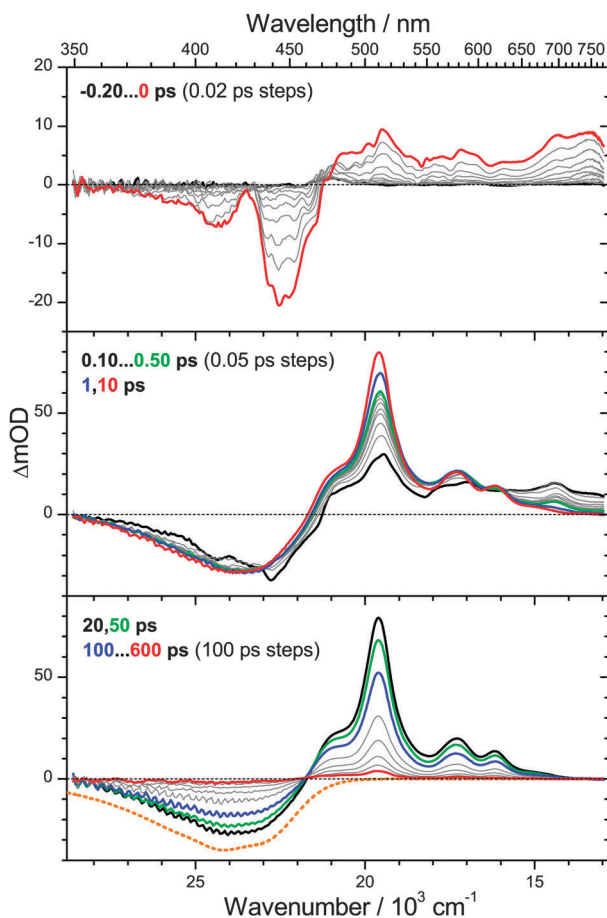 Wavelength / nm
350 400 450 500 550 600 650 700 750
20
-0.20...0 ps (0.02 ps steps)
10
0
-10
-20
0.10...0.50 ps (0.05 ps steps)
1,10 ps
50
ΔmOD
0
20,50 ps
100...600 ps (100 ps steps)
50
0
25 20 15
Wavenumber / 10³ cm⁻¹